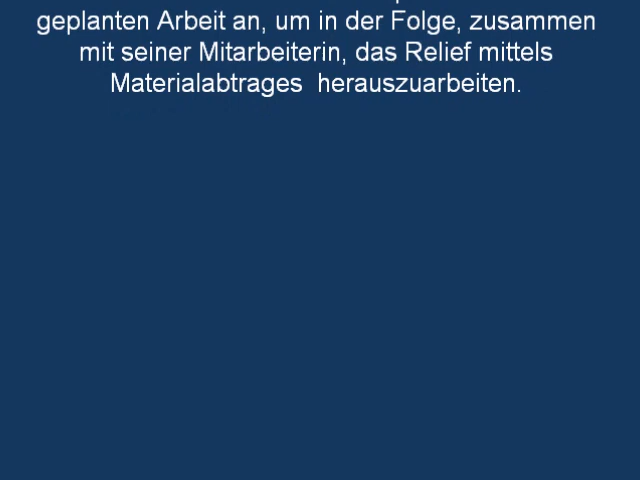 geplanten Arbeit an, um in der Folge, zusammen
mit seiner Mitarbeiterin, das Relief mittels
Materialabtrages  herauszuarbeiten.